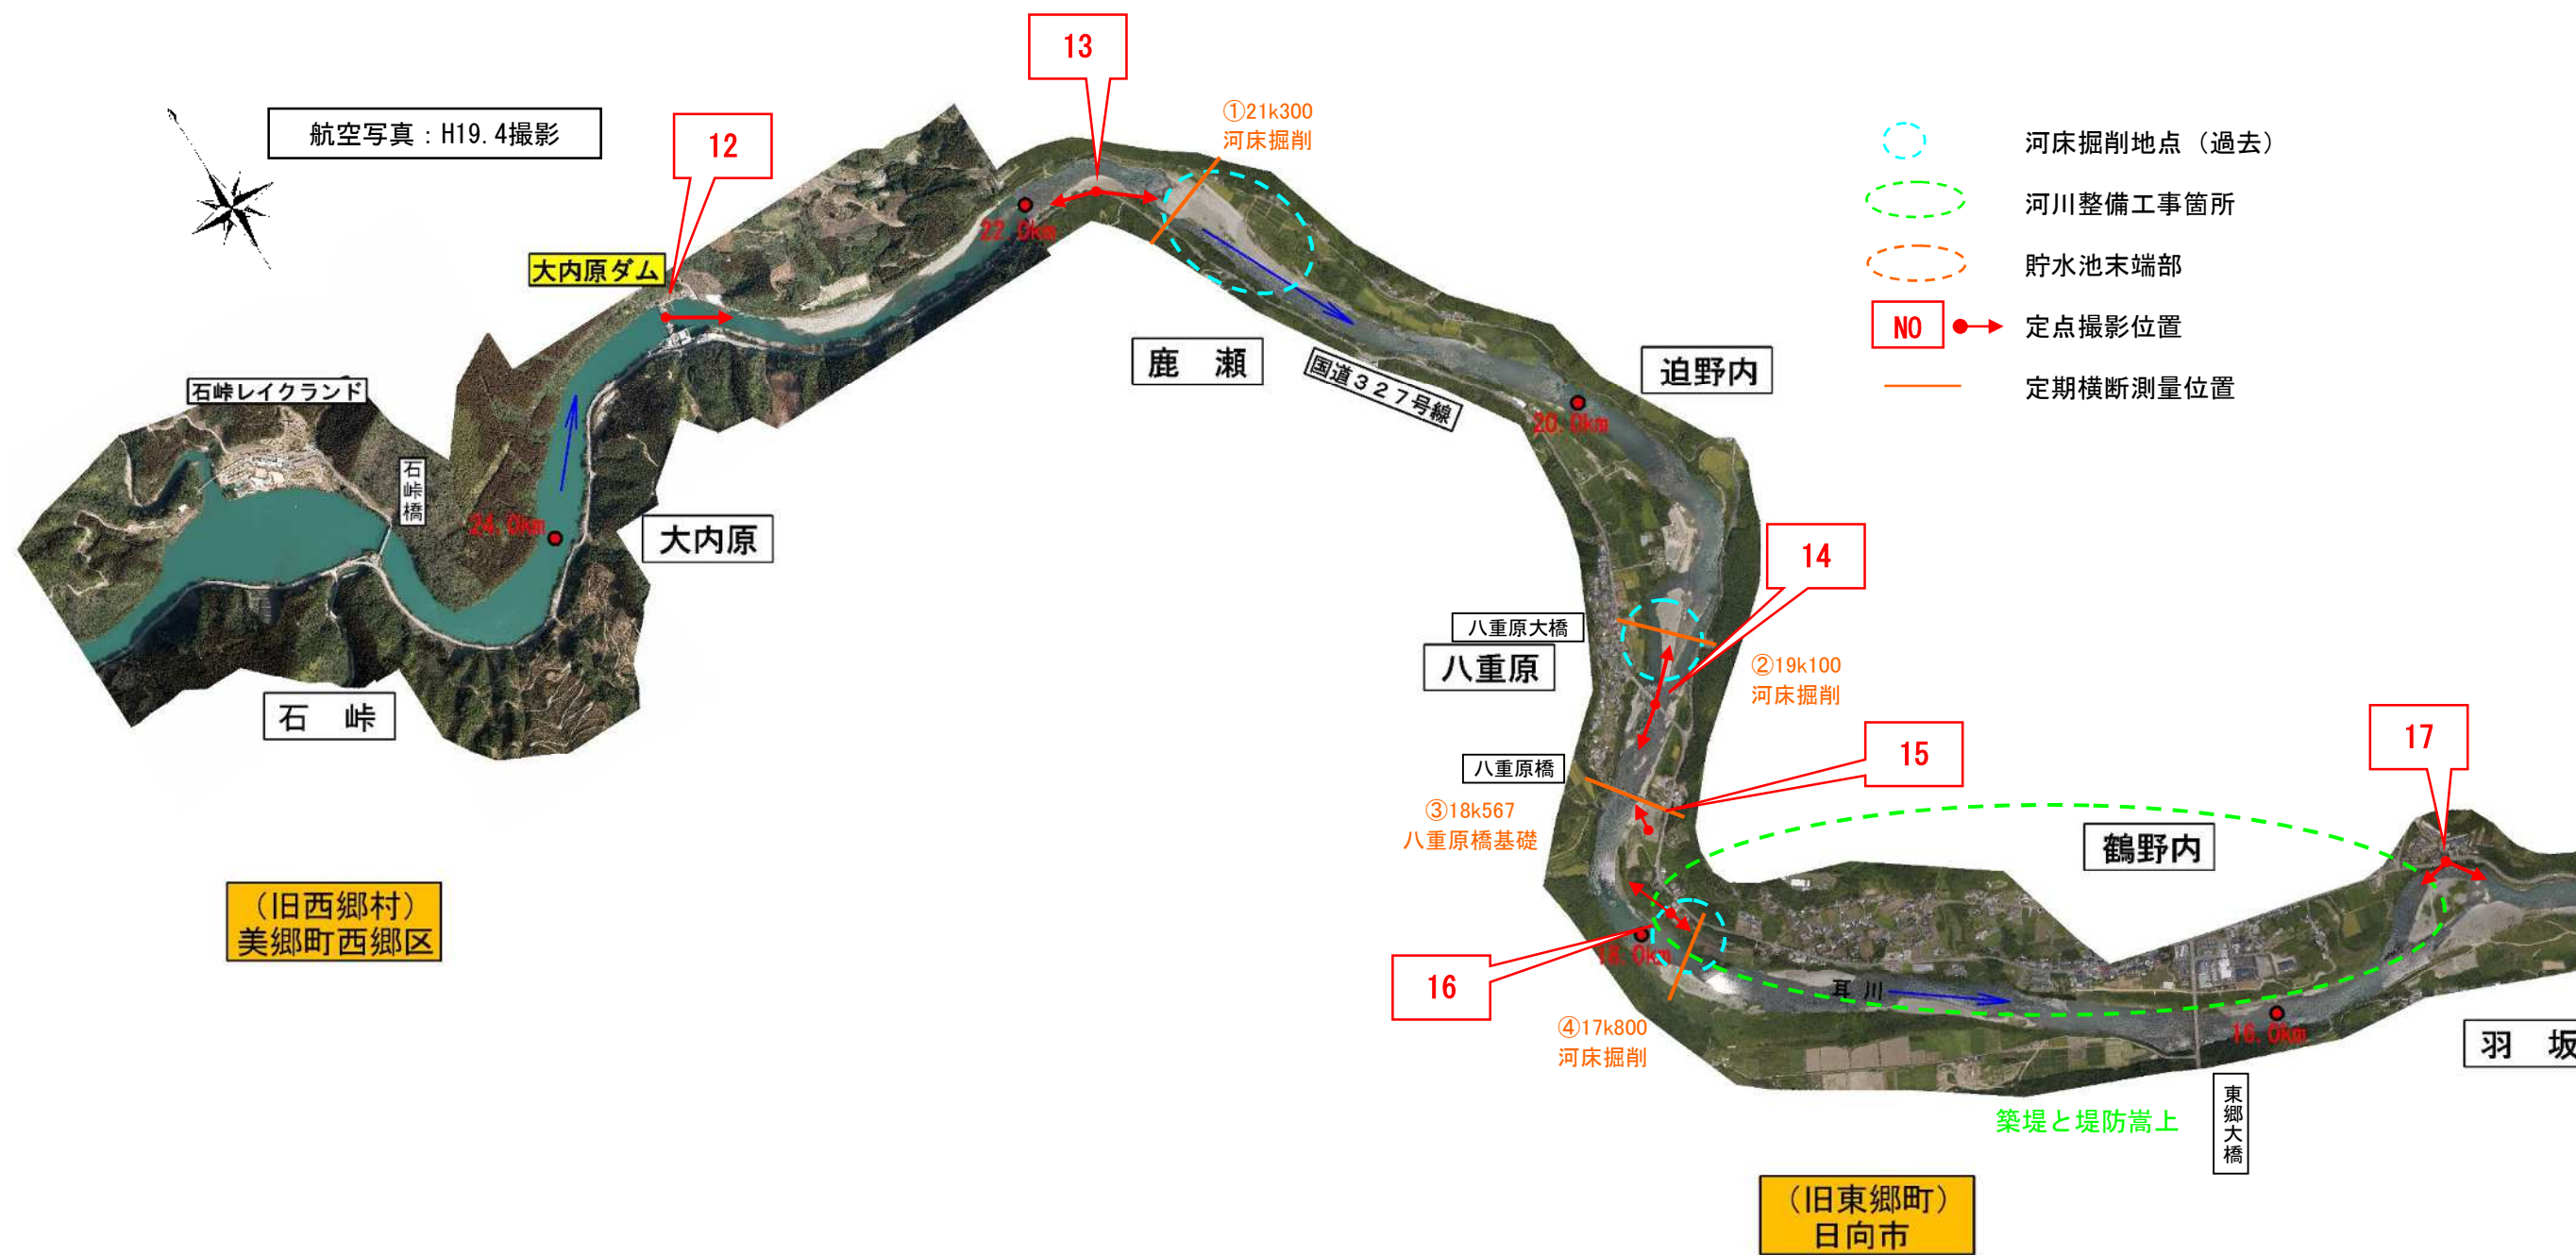 13
①21k300
河床掘削
航空写真：H19.4撮影
12
河床掘削地点（過去）
河川整備工事箇所
貯水池末端部
NO
定点撮影位置
定期横断測量位置
22.0km
大内原ダム
鹿　瀬
国道３２７号線
迫野内
石峠レイクランド
20.0km
石峠橋
24.0km
大内原
14
八重原大橋
八重原
②19k100
河床掘削
石　峠
15
17
八重原橋
③18k567
八重原橋基礎
鶴野内
（旧西郷村）
美郷町西郷区
18.0km
16
耳川
④17k800
河床掘削
16.0km
羽　坂
築堤と堤防嵩上
東郷大橋
（旧東郷町）
日向市